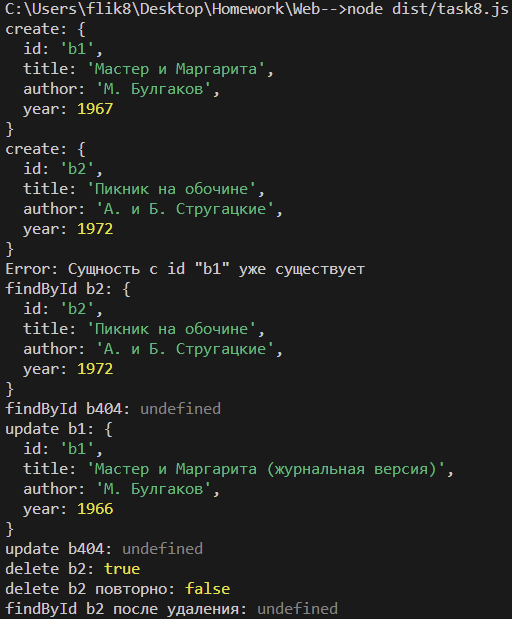 C:\Users\flik8\Desktop\Homework\Web-->node dist/task8.js
create: {
  id: 'b1',
  title: 'Мастер и Маргарита',
  author: 'М. Булгаков',
  year: 1967
}
create: {
  id: 'b2',
  title: 'Пикник на обочине',
  author: 'А. и Б. Стругацкие',
  year: 1972
}
Error: Сущность с id "b1" уже существует
findById b2: {
  id: 'b2',
  title: 'Пикник на обочине',
  author: 'А. и Б. Стругацкие',
  year: 1972
}
findById b404: undefined
update b1: {
  id: 'b1',
  title: 'Мастер и Маргарита (журнальная версия)',
  author: 'М. Булгаков',
  year: 1966
}
update b404: undefined
delete b2: true
delete b2 повторно: false
findById b2 после удаления: undefined